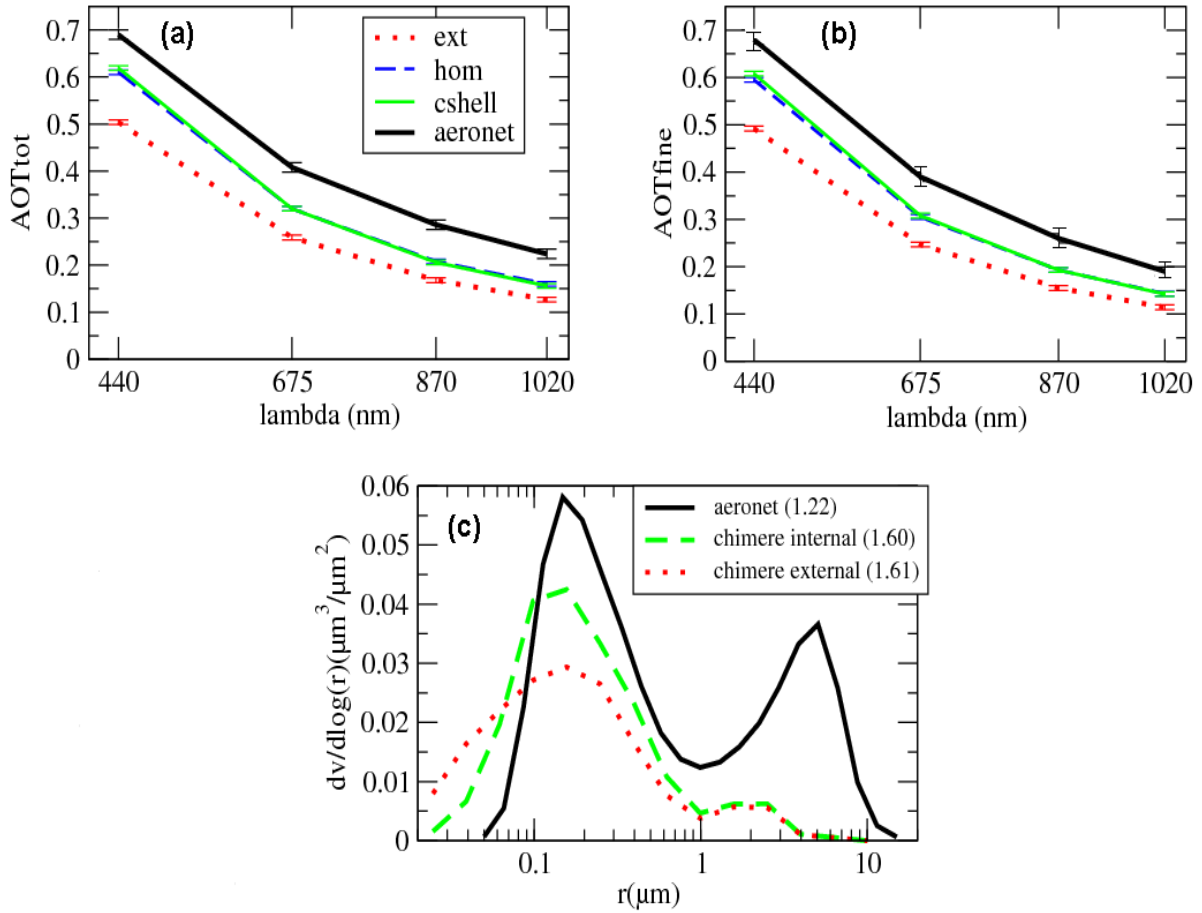 (a)
AOTtot
0.7
0.6
0.5
0.4
0.3
0.2
0.1
0
440
675
870
1020
lambda (nm)
ext
hom
cshell
aeronet
(b)
AOTfine
0.7
0.6
0.5
0.4
0.3
0.2
0.1
0
440
675
870
1020
lambda (nm)
(c)
dv/dlog(r)(μm³/μm²)
0.06
0.05
0.04
0.03
0.02
0.01
0
0.1
1
10
r(μm)
aeronet (1.22)
chimere internal (1.60)
chimere external (1.61)